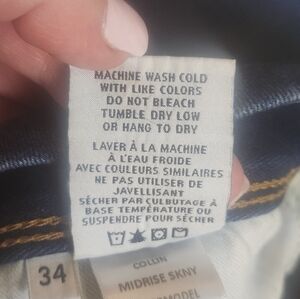 MACHINE WASH COLD
WITH LIKE COLORS
DO NOT BLEACH
TUMBLE DRY LOW
OR HANG TO DRY
LAVER À LA MACHINE
À L'EAU FROIDE
AVEC COULEURS SIMILAIRES
NE PAS UTILISER DE
JAVELLISANT
SÉCHER PAR CULBUTAGE À
BASE TEMPÉRATURE OU
SUSPENDRE POUR SÉCHER
34
COLLIN
MIDRISE SKNY
MODEL